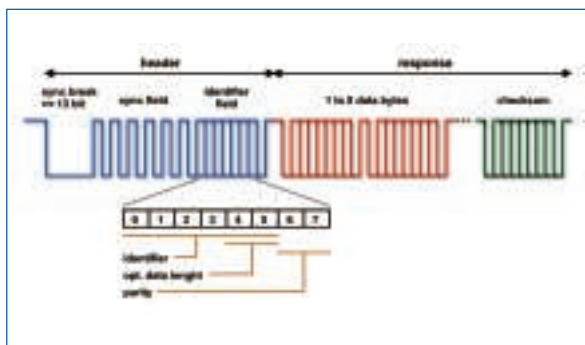 header response
sync break
>= 13 bit
sync field
identifier
field
1 to 8 data bytes
checksum
0 1 2 3 4 5 6 7
identifier
opt. data lenght
parity